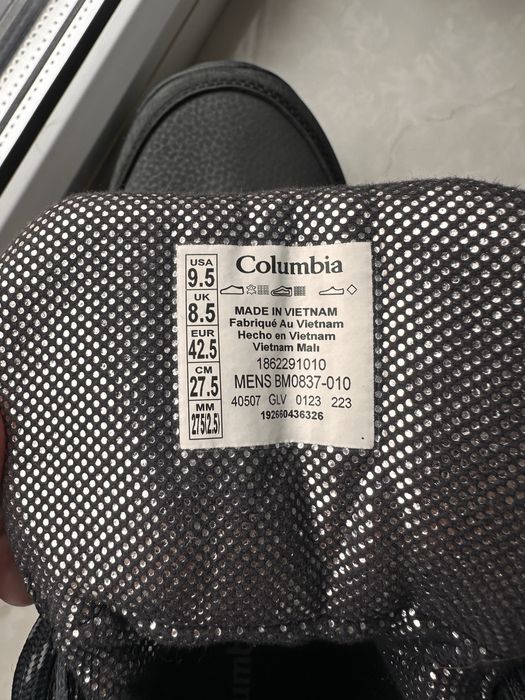 USA
9.5
UK
8.5
EUR
42.5
CM
27.5
MM
275(2.5)
Columbia
MADE IN VIETNAM
Fabriqué Au Vietnam
Hecho en Vietnam
Vietnam Malı
1862291010
MENS BM0837-010
40507 GLV 0123 223
192660436326
umbia